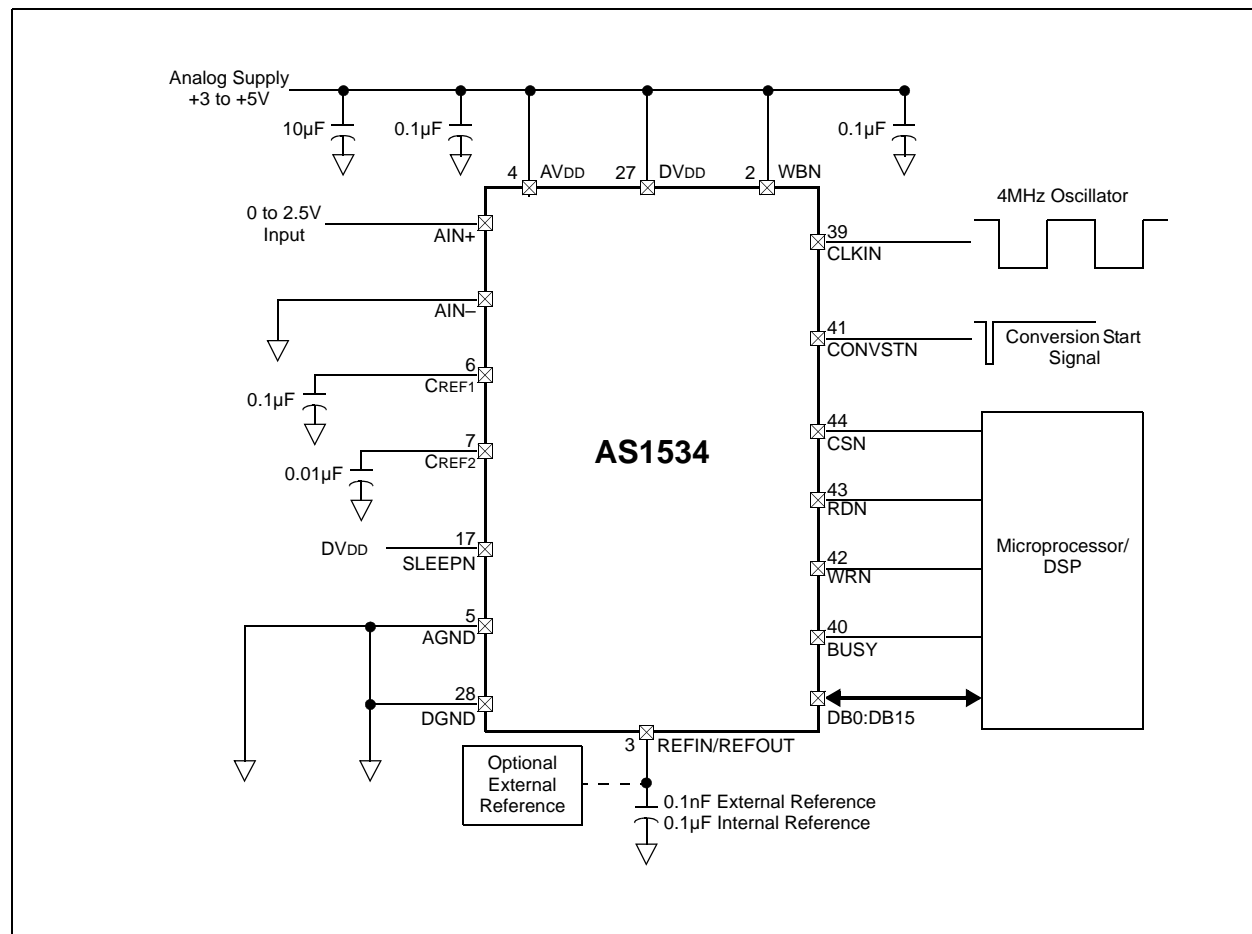 Analog Supply
+3 to +5V
10µF
0.1µF
0.1µF
4 AVDD
27 DVDD
2 WBN
0 to 2.5V
Input
AIN+
AIN–
6
CREF1
0.1µF
7
CREF2
0.01µF
DVDD
17
SLEEPN
5
AGND
28
DGND
AS1534
4MHz Oscillator
39
CLKIN
41
CONVSTN
Conversion Start
Signal
44
CSN
43
RDN
42
WRN
40
BUSY
DB0:DB15
Microprocessor/
DSP
3 REFIN/REFOUT
Optional
External
Reference
0.1nF External Reference
0.1µF Internal Reference